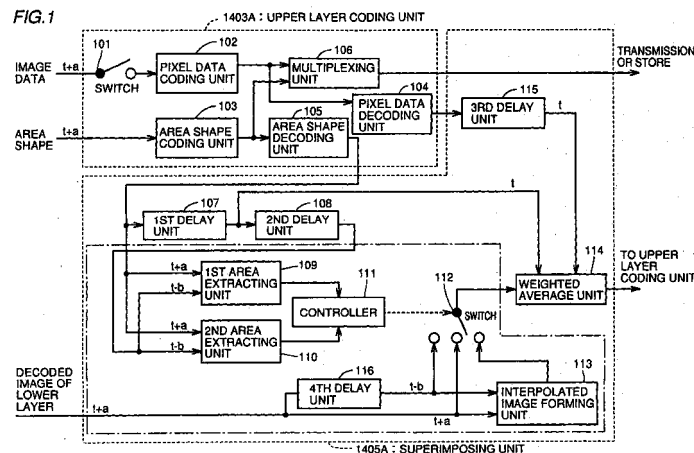 FIG.1
1403A : UPPER LAYER CODING UNIT
IMAGE
DATA
t+a
101
SWITCH
102
PIXEL DATA
CODING UNIT
106
MULTIPLEXING
UNIT
TRANSMISSION
OR STORE
104
PIXEL DATA
DECODING
UNIT
115
3RD DELAY
UNIT
t
AREA
SHAPE
t+a
103
AREA SHAPE
CODING UNIT
105
AREA SHAPE
DECODING
UNIT
t
107
1ST DELAY
UNIT
108
2ND DELAY
UNIT
114
WEIGHTED
AVERAGE UNIT
TO UPPER
LAYER
CODING UNIT
t+a
t-b
1ST AREA
EXTRACTING
UNIT
109
111
CONTROLLER
112
SWITCH
t+a
t-b
2ND AREA
EXTRACTING
UNIT
110
DECODED
IMAGE OF
LOWER
LAYER
t+a
116
4TH DELAY
UNIT
t-b
t+a
113
INTERPOLATED
IMAGE FORMING
UNIT
1405A : SUPERIMPOSING UNIT